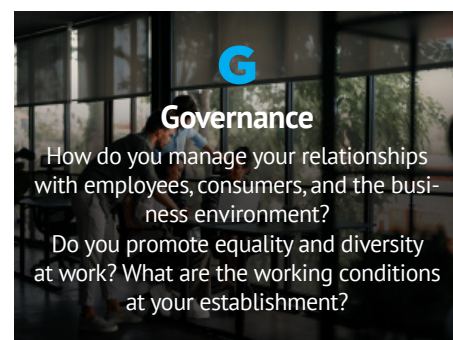 G
Governance
How do you manage your relationships
with employees, consumers, and the busi-
ness environment?
Do you promote equality and diversity
at work? What are the working conditions
at your establishment?